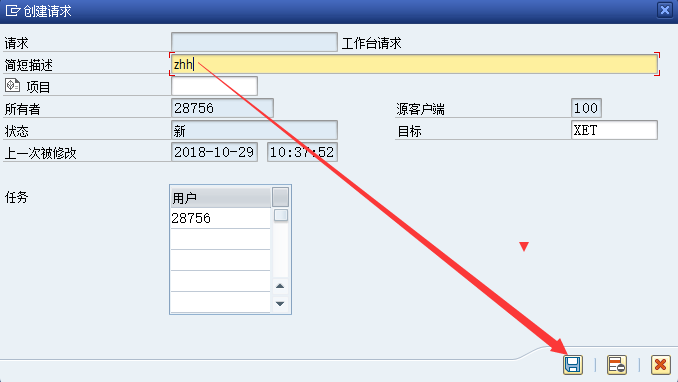 创建请求
请求 工作台请求
简短描述 zhh
项目
所有者 28756 源客户端 100
状态 新 目标 XET
上一次被修改 2018-10-29 10:37:52
任务 用户
28756